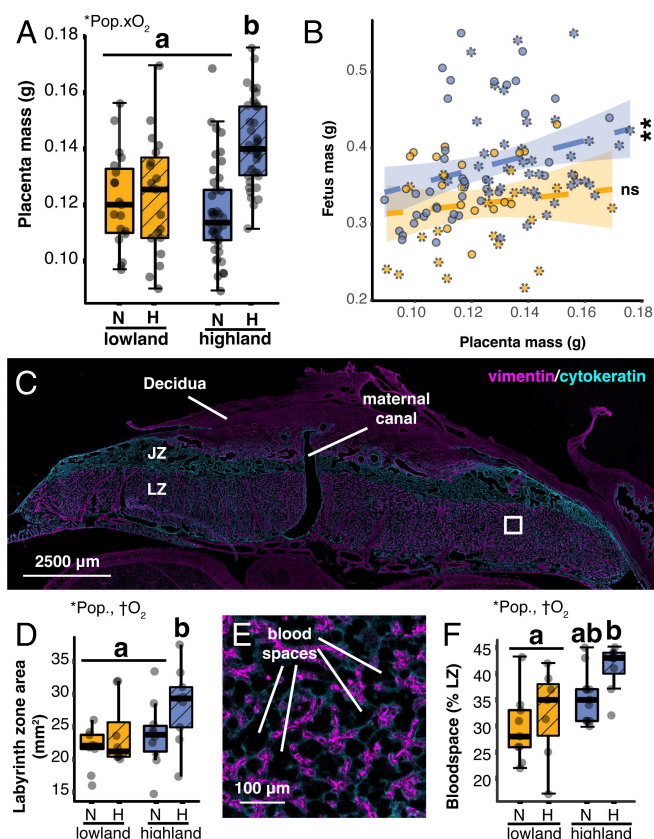 A
*Pop.xO2
a
b
Placenta mass (g)
0.18
0.16
0.14
0.12
0.10
N H N H
lowland highland
B
Fetus mas (g)
0.5
0.4
0.3
0.2
**
ns
0.10 0.12 0.14 0.16 0.18
Placenta mass (g)
C
vimentin/cytokeratin
Decidua
maternal
canal
JZ
LZ
2500 µm
D
*Pop., †O2
a
b
Labyrinth zone area
(mm2)
35
30
25
20
15
N H N H
lowland highland
E
blood
spaces
100 µm
F
*Pop., †O2
a
ab
b
Bloodspace (% LZ)
45
40
35
30
25
20
N H N H
lowland highland